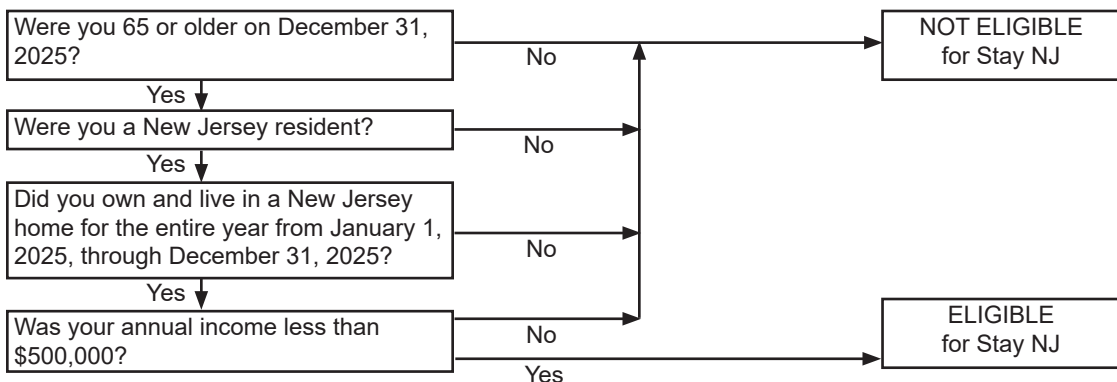 Were you 65 or older on December 31,
2025?
No
NOT ELIGIBLE
for Stay NJ
Yes
Were you a New Jersey resident?
No
Yes
Did you own and live in a New Jersey
home for the entire year from January 1,
2025, through December 31, 2025?
No
Yes
Was your annual income less than
$500,000?
No
Yes
ELIGIBLE
for Stay NJ